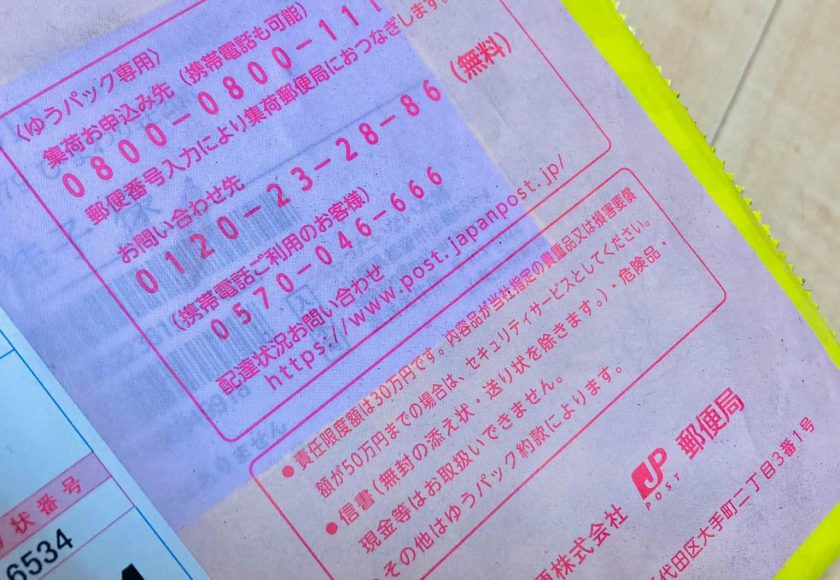 〈ゆうパック専用〉
集荷お申込み先(携帯電話も可能)
0800-0800-111
郵便番号入力により集荷郵便局におつなぎします。
お問い合わせ先
0120-23-28-86(無料)
(携帯電話ご利用のお客様)
0570-046-666
配達状況お問い合わせ
https://www.post.japanpost.jp/
●責任限度額は30万円です。内容品が当社指定の貴重品又は損害要償
額が50万円までの場合は、セキュリティサービスとしてください。
●信書(無封の添え状・送り状を除きます。)・危険品・
現金等はお取扱いできません。
●その他はゆうパック約款によります。
JP
POST
郵便局
便株式会社
代田区大手町二丁目3番1号
状番号
6534
ありません